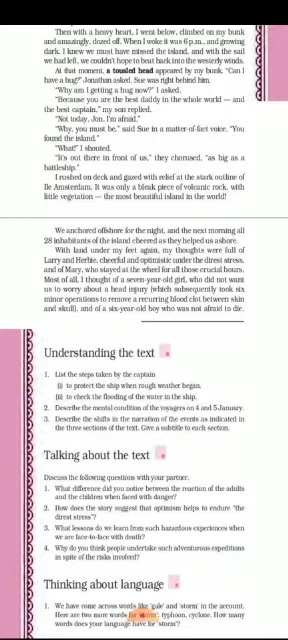 Then with a heavy heart, I went below, climbed on my bunk
and amazingly, dozed off. When I woke it was 6 p.m., and growing
dark. I knew we must have missed the island, and with the sail
we had left, we couldn't hope to beat back into the westerly winds.
At that moment, a tousled head appeared by my bunk. "Can I
have a hug?" Jonathan asked. Sue was right behind him.
"Why am I getting a hug now?" I asked.
"Because you are the best daddy in the whole world — and
the best captain," my son replied.
"Not today, Jon, I'm afraid."
"Why, you must be," said Sue in a matter-of-fact voice. "You
found the island."
"What!" I shouted.
"It's out there in front of us," they chorused, "as big as a
battleship."
I rushed on deck and gazed with relief at the stark outline of
Ile Amsterdam. It was only a bleak piece of volcanic rock, with
little vegetation — the most beautiful island in the world!
We anchored offshore for the night, and the next morning all
28 inhabitants of the island cheered as they helped us ashore.
With land under my feet again, my thoughts were full of
Larry and Herbie, cheerful and optimistic under the direst stress,
and of Mary, who stayed at the wheel for all those crucial hours.
Most of all, I thought of a seven-year-old girl, who did not want
us to worry about a head injury (which subsequently took six
minor operations to remove a recurring blood clot between skin
and skull), and of a six-year-old boy who was not afraid to die.
Understanding the text
1. List the steps taken by the captain
(i) to protect the ship when rough weather began.
(ii) to check the flooding of the water in the ship.
2. Describe the mental condition of the voyagers on 4 and 5 January.
3. Describe the shifts in the narration of the events as indicated in
the three sections of the text. Give a subtitle to each section.
Talking about the text
Discuss the following questions with your partner.
1. What difference did you notice between the reaction of the adults
and the children when faced with danger?
2. How does the story suggest that optimism helps to endure "the
direst stress"?
3. What lessons do we learn from such hazardous experiences when
we are face-to-face with death?
4. Why do you think people undertake such adventurous expeditions
in spite of the risks involved?
Thinking about language
1. We have come across words like 'gale' and 'storm' in the account.
Here are two more words for 'storm': typhoon, cyclone. How many
words does your language have for 'storm'?